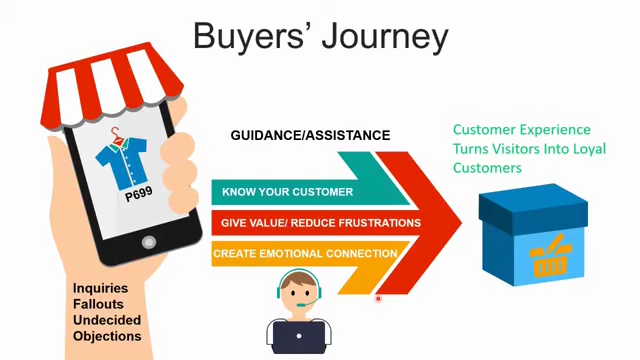 Buyers’ Journey
P699
Inquiries
Fallouts
Undecided
Objections
GUIDANCE/ASSISTANCE
KNOW YOUR CUSTOMER
GIVE VALUE/ REDUCE FRUSTRATIONS
CREATE EMOTIONAL CONNECTION
Customer Experience
Turns Visitors Into Loyal
Customers